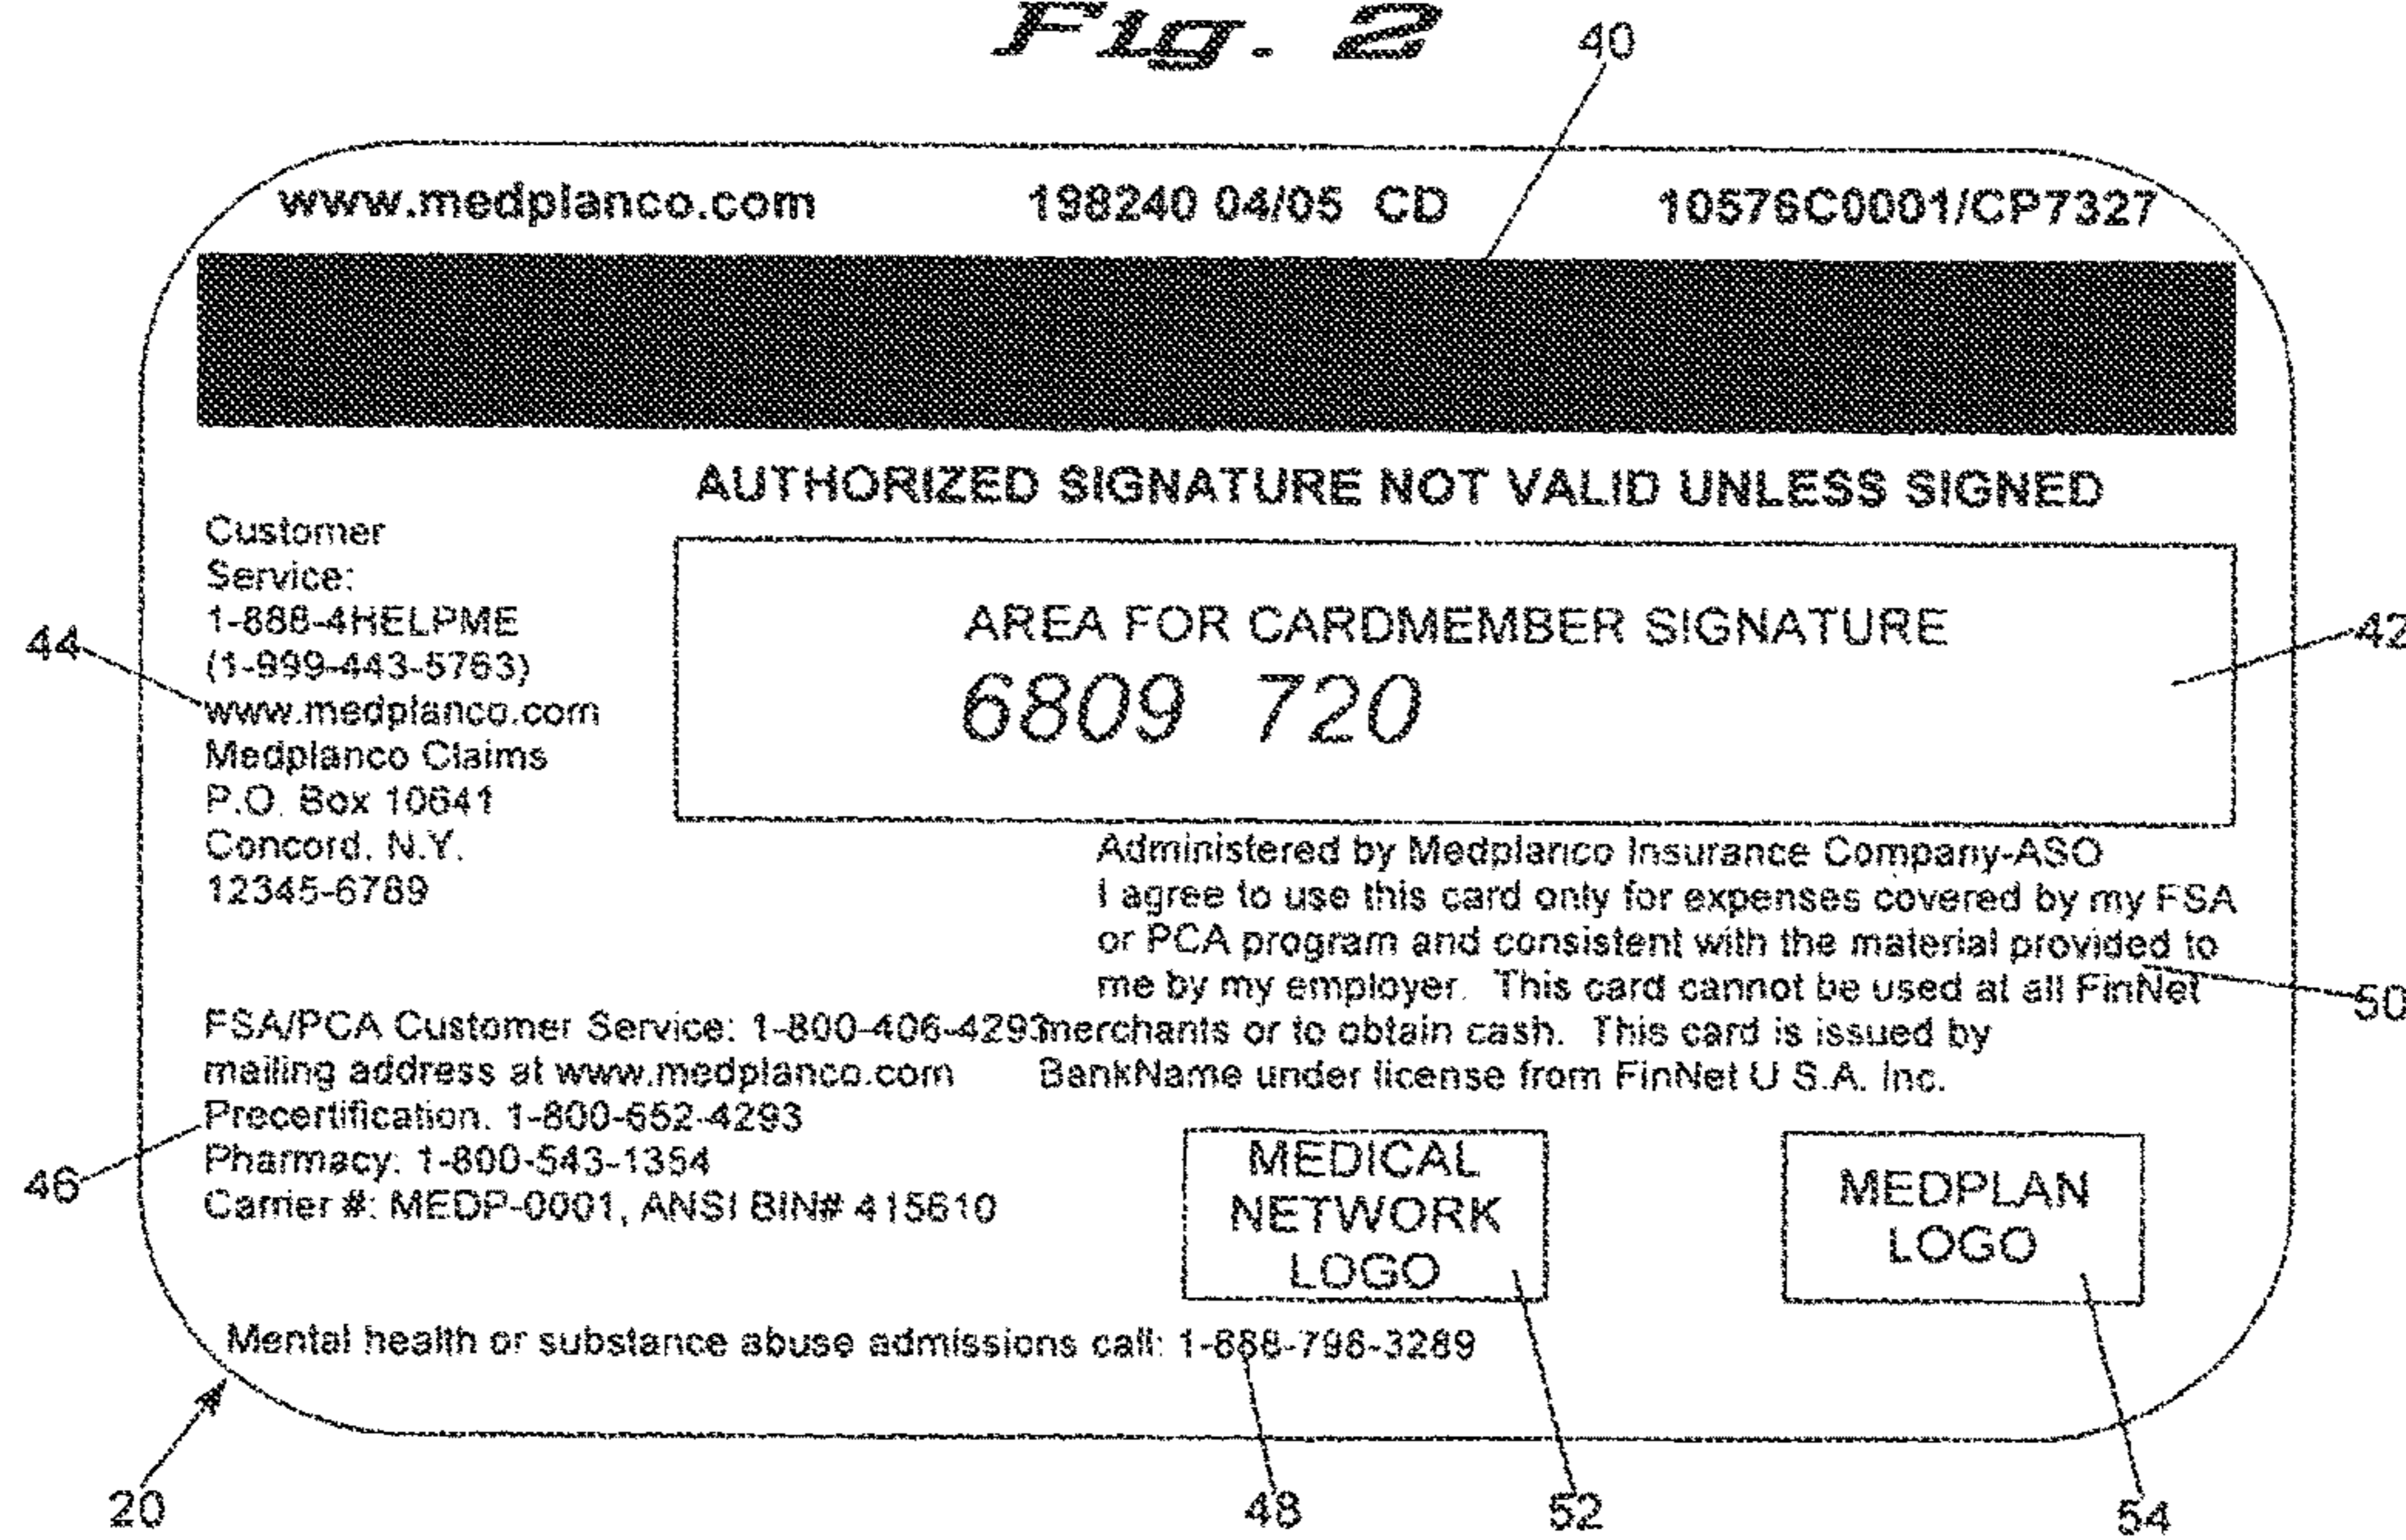 Fig. 2
40
www.medplanco.com 198240 04/05 CD 10576C0001/CP7327
AUTHORIZED SIGNATURE NOT VALID UNLESS SIGNED
Customer
Service:
1-888-4HELPME
(1-999-443-5763)
www.medplanco.com
Medplanco Claims
P.O. Box 10641
Concord, N.Y.
12345-6789
44
AREA FOR CARDMEMBER SIGNATURE
6809 720
42
Administered by Medplanco Insurance Company-ASO
I agree to use this card only for expenses covered by my FSA
or PCA program and consistent with the material provided to
me by my employer. This card cannot be used at all FinNet
merchants or to obtain cash. This card is issued by
BankName under license from FinNet U S.A. Inc.
50
FSA/PCA Customer Service: 1-800-406-4293
mailing address at www.medplanco.com
Precertification. 1-800-652-4293
Pharmacy: 1-800-543-1354
Carrier #: MEDP-0001, ANSI BIN# 415610
46
MEDICAL
NETWORK
LOGO
MEDPLAN
LOGO
Mental health or substance abuse admissions call: 1-888-798-3289
20
48
52
54